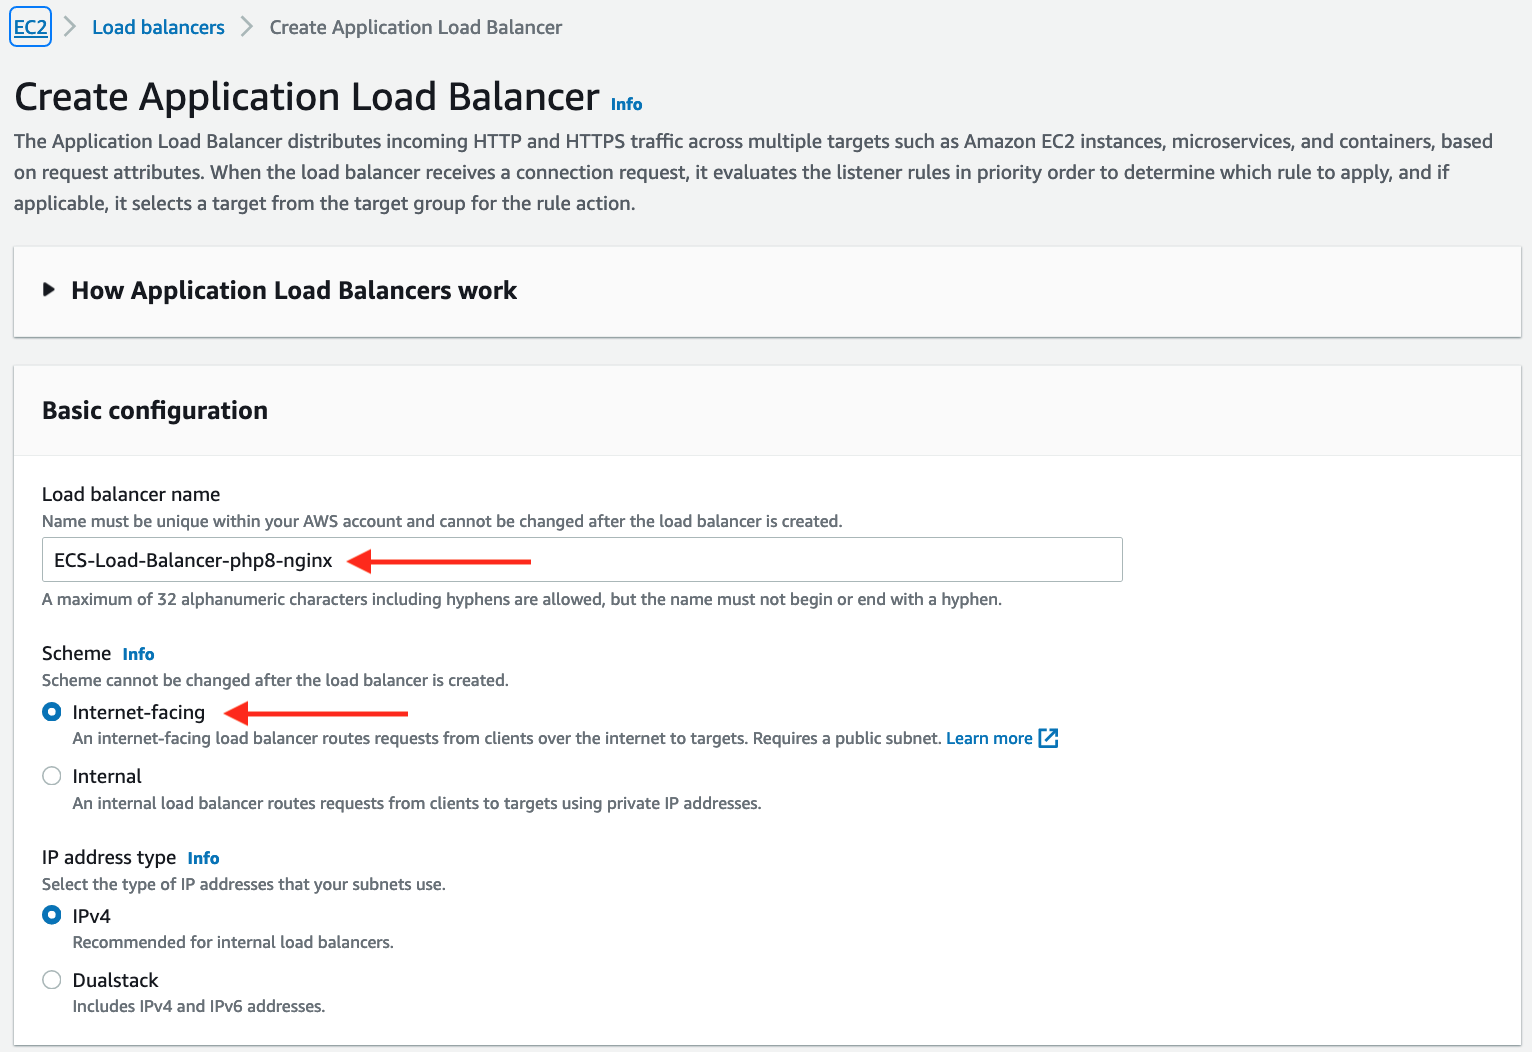 EC2 > Load balancers > Create Application Load Balancer
Create Application Load Balancer Info
The Application Load Balancer distributes incoming HTTP and HTTPS traffic across multiple targets such as Amazon EC2 instances, microservices, and containers, based
on request attributes. When the load balancer receives a connection request, it evaluates the listener rules in priority order to determine which rule to apply, and if
applicable, it selects a target from the target group for the rule action.
How Application Load Balancers work
Basic configuration
Load balancer name
Name must be unique within your AWS account and cannot be changed after the load balancer is created.
ECS-Load-Balancer-php8-nginx
A maximum of 32 alphanumeric characters including hyphens are allowed, but the name must not begin or end with a hyphen.
Scheme Info
Scheme cannot be changed after the load balancer is created.
Internet-facing
An internet-facing load balancer routes requests from clients over the internet to targets. Requires a public subnet. Learn more
Internal
An internal load balancer routes requests from clients to targets using private IP addresses.
IP address type Info
Select the type of IP addresses that your subnets use.
IPv4
Recommended for internal load balancers.
Dualstack
Includes IPv4 and IPv6 addresses.